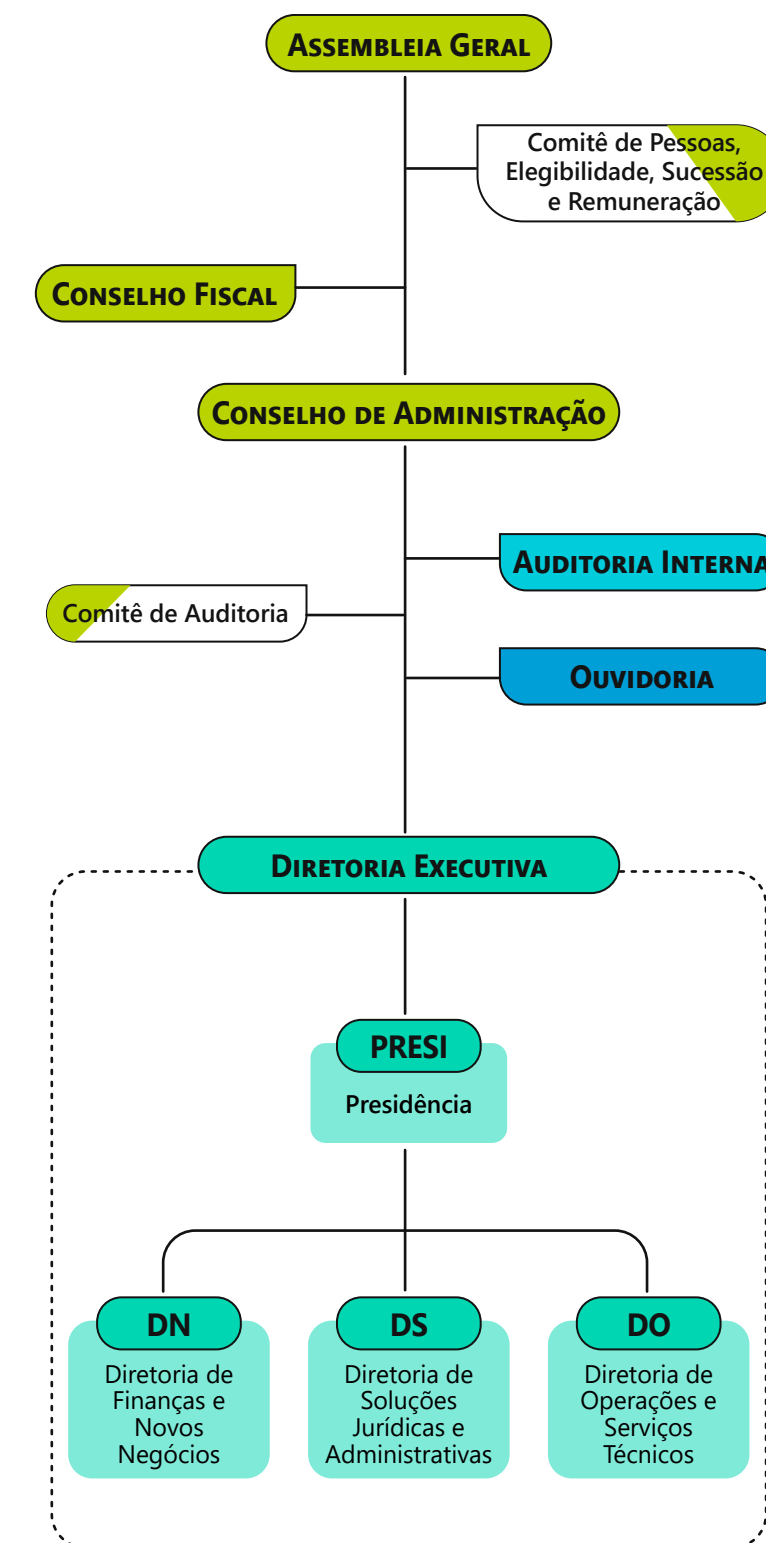 ASSEMBLEIA GERAL
Comitê de Pessoas,
Elegibilidade, Sucessão
e Remuneração
CONSELHO FISCAL
CONSELHO DE ADMINISTRAÇÃO
AUDITORIA INTERNA
Comitê de Auditoria
OUVIDORIA
DIRETORIA EXECUTIVA
PRESI
Presidência
DN
Diretoria de
Finanças e
Novos
Negócios
DS
Diretoria de
Soluções
Jurídicas e
Administrativas
DO
Diretoria de
Operações e
Serviços
Técnicos